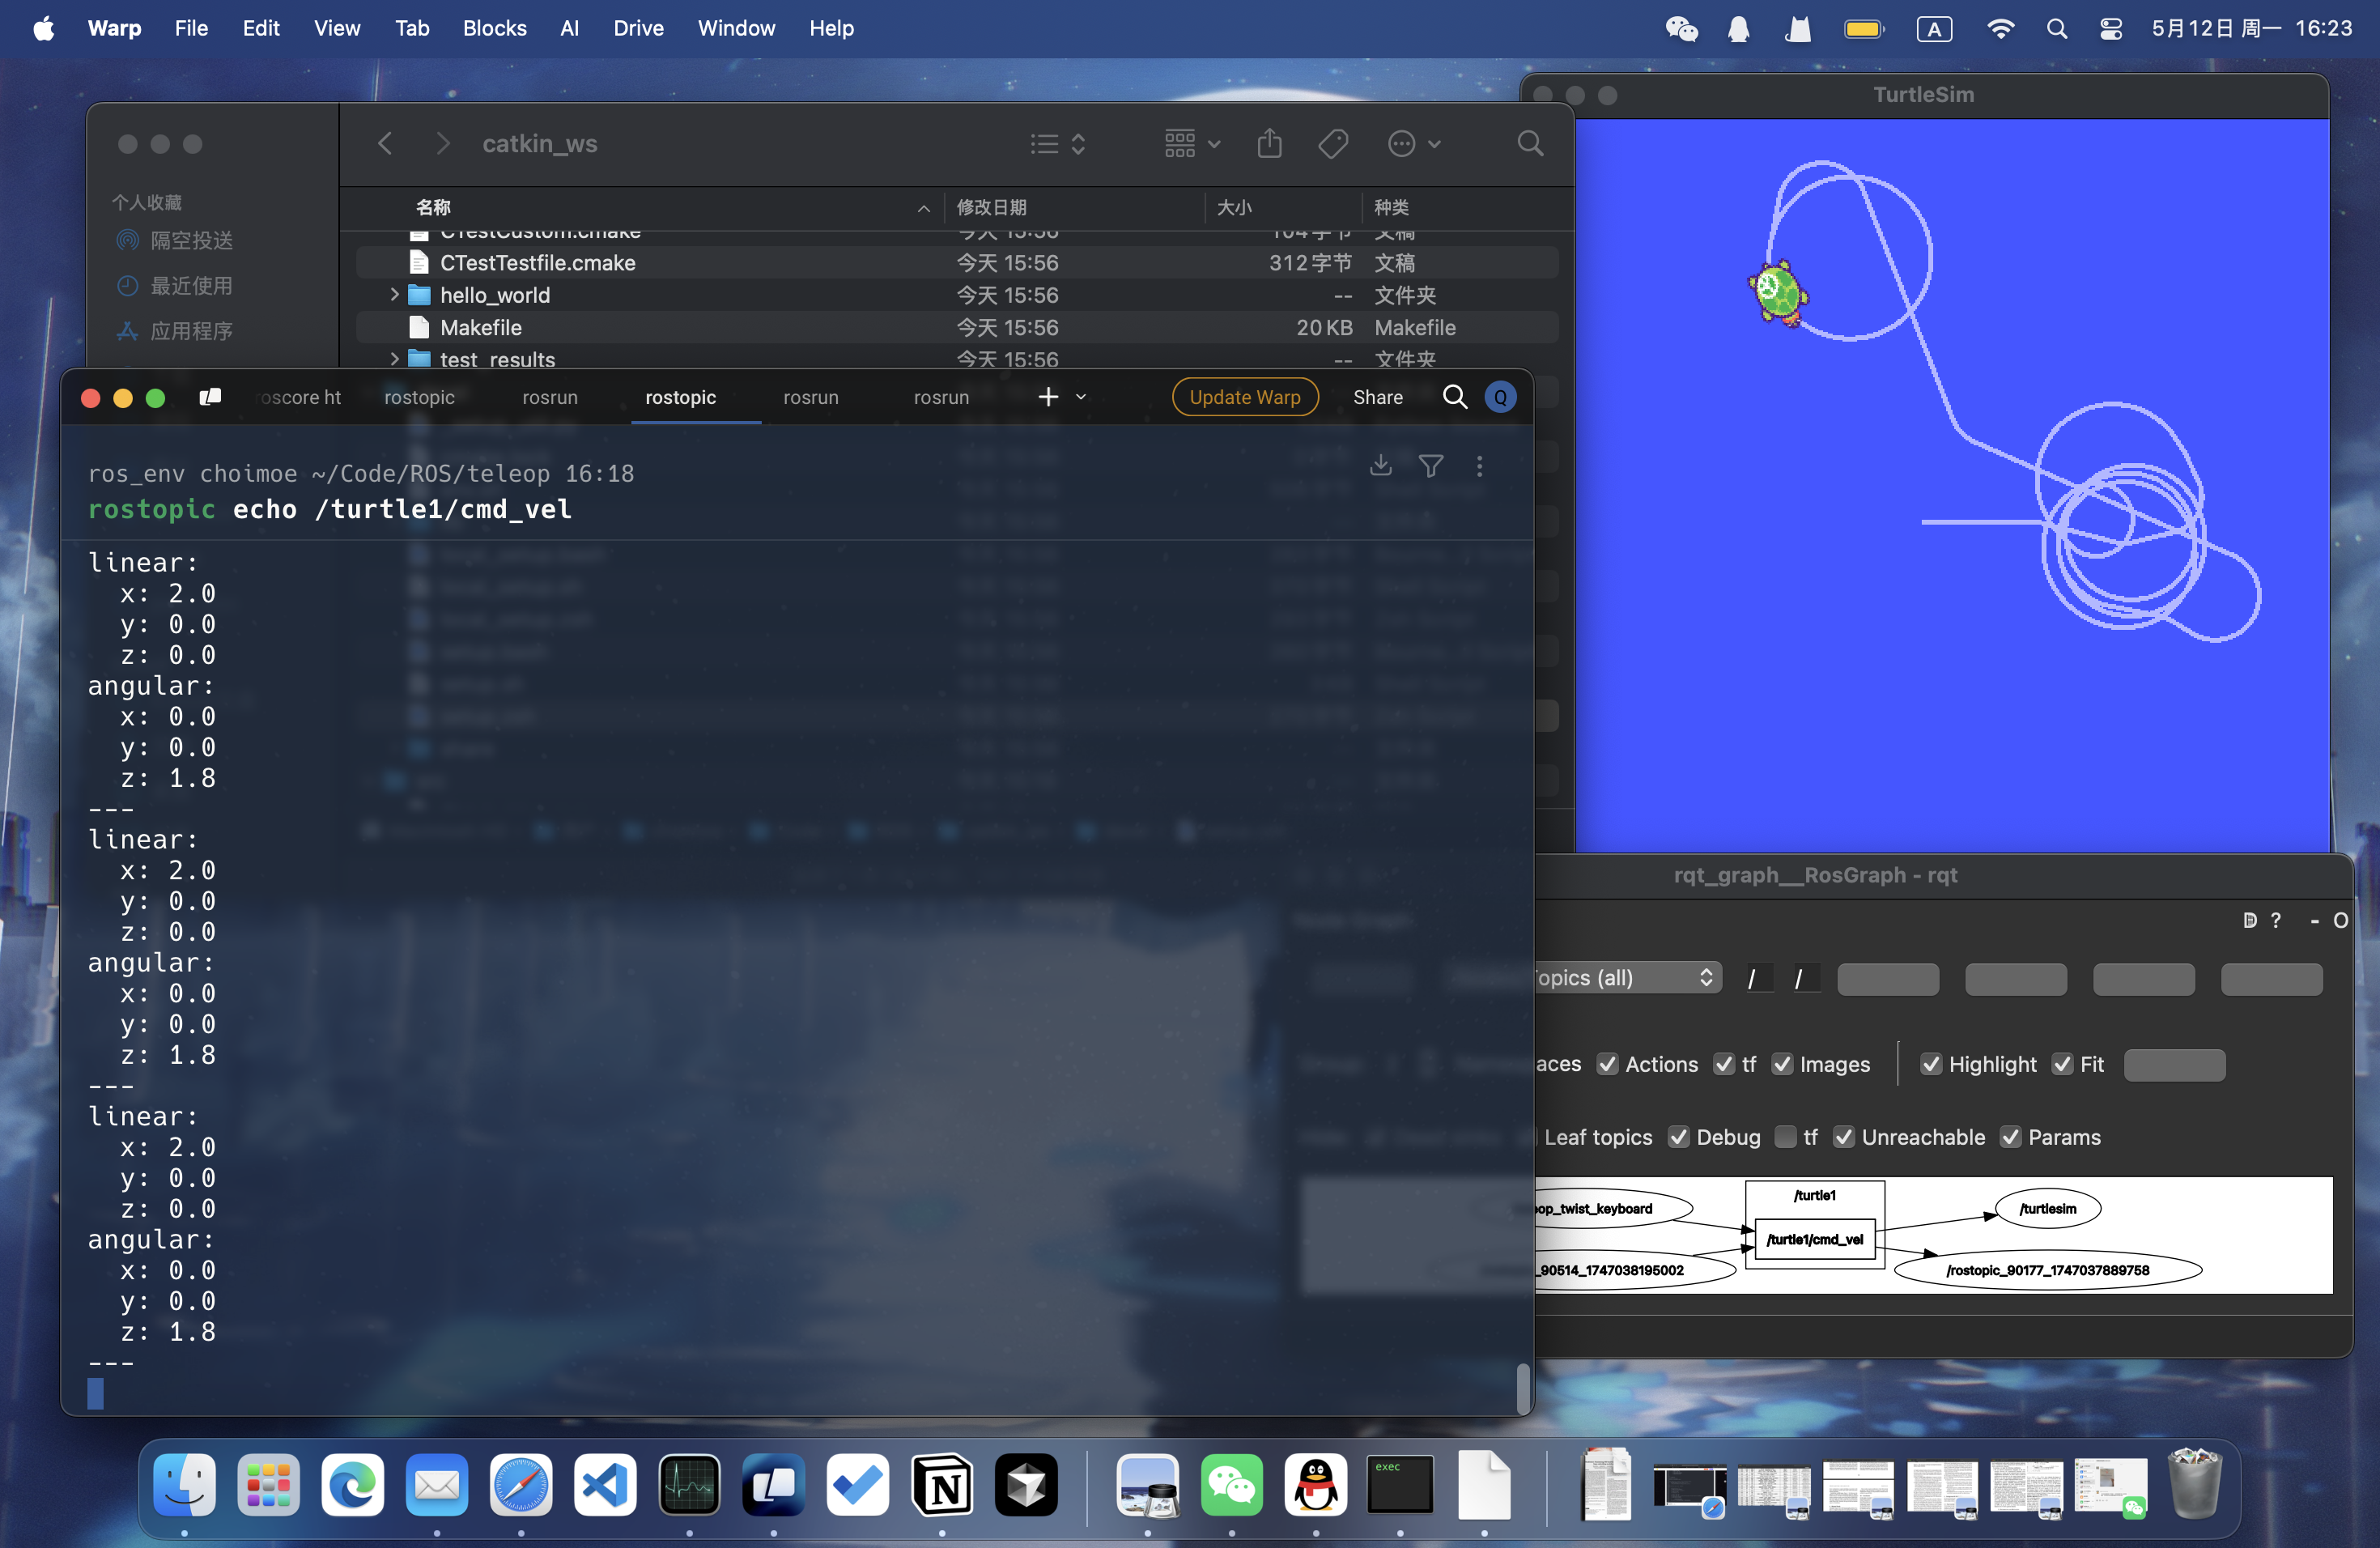 Warp File Edit View Tab Blocks AI Drive Window Help
A 5月12日 周一 16:23
TurtleSim
catkin_ws
个人收藏
隔空投送
最近使用
应用程序
名称 修改日期 大小 种类
CTestCustom.cmake 今天 15:56 104字节 文稿
CTestTestfile.cmake 今天 15:56 312字节 文稿
hello_world 今天 15:56 -- 文件夹
Makefile 今天 15:56 20 KB Makefile
test_results 今天 15:56 -- 文件夹
roscore ht rostopic rosrun rostopic rosrun rosrun Update Warp Share Q
ros_env choimoe ~/Code/ROS/teleop 16:18
rostopic echo /turtle1/cmd_vel
linear:
x: 2.0
y: 0.0
z: 0.0
angular:
x: 0.0
y: 0.0
z: 1.8
---
linear:
x: 2.0
y: 0.0
z: 0.0
angular:
x: 0.0
y: 0.0
z: 1.8
---
linear:
x: 2.0
y: 0.0
z: 0.0
angular:
x: 0.0
y: 0.0
z: 1.8
---
rqt_graph__RosGraph - rqt
D ? - O
opics (all) / /
aces Actions tf Images Highlight Fit
Leaf topics Debug tf Unreachable Params
op_twist_keyboard
/turtle1
/turtle1/cmd_vel
/turtlesim
_90514_1747038195002
/rostopic_90177_1747037889758
exec